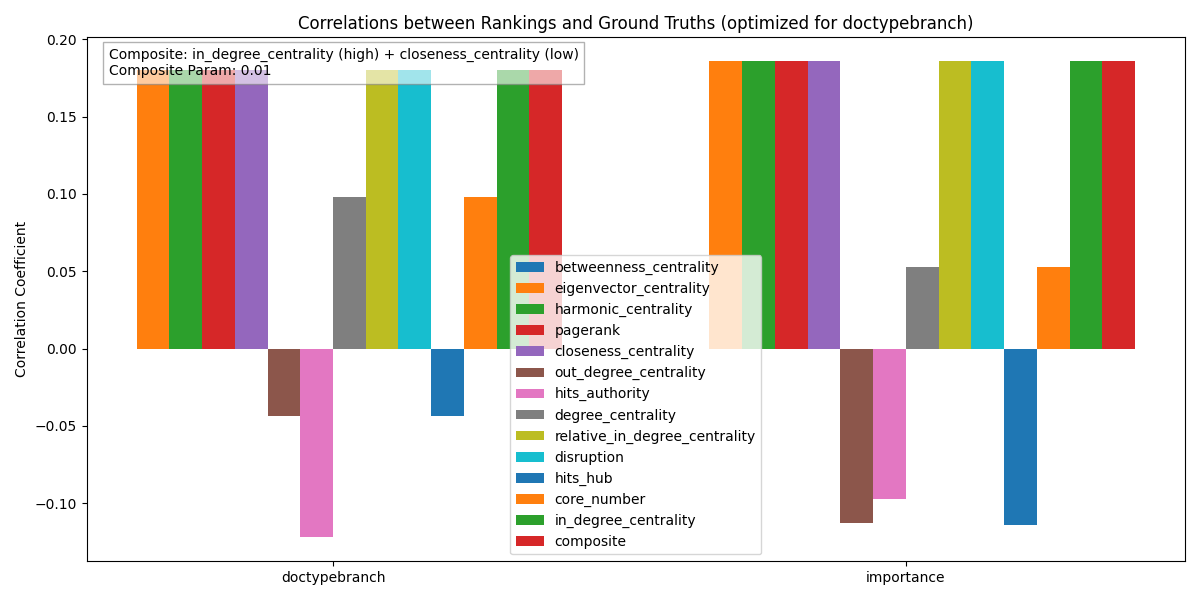 Correlations between Rankings and Ground Truths (optimized for doctypebranch)
Composite: in_degree_centrality (high) + closeness_centrality (low)
Composite Param: 0.01
Correlation Coefficient
0.20
0.15
0.10
0.05
0.00
−0.05
−0.10
betweenness_centrality
eigenvector_centrality
harmonic_centrality
pagerank
closeness_centrality
out_degree_centrality
hits_authority
degree_centrality
relative_in_degree_centrality
disruption
hits_hub
core_number
in_degree_centrality
composite
doctypebranch
importance